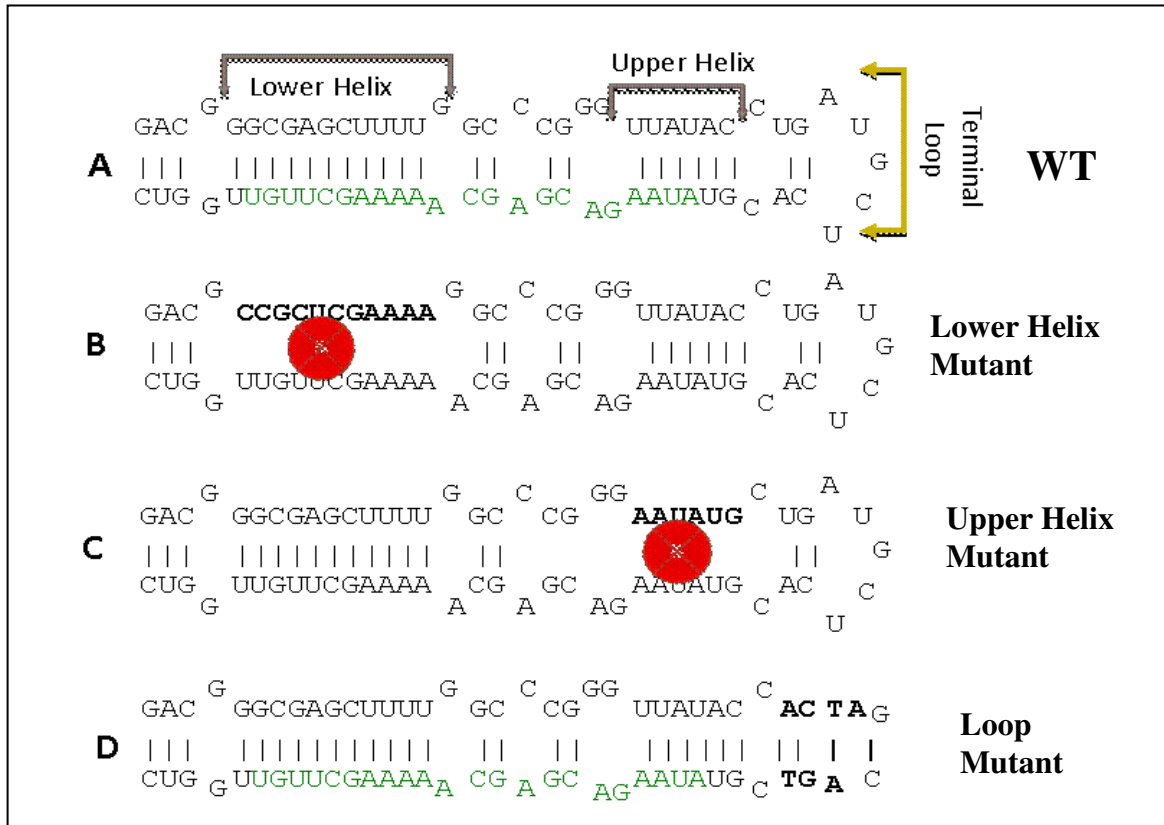 Lower Helix
Upper Helix
GAC G GGCGAGCUUUU G GC C CG GG UUAUAC C UG A U G
A
Terminal Loop
WT
CUG G UUGUUCGAAAA A CG A GC AG AAUAUG C AC U C
GAC G CCGCUCGAAAA G GC C CG GG UUAUAC C UG A U G
B
Lower Helix
Mutant
CUG G UUGUUCGAAAA A CG A GC AG AAUAUG C AC U C
GAC G GGCGAGCUUUU G GC C CG GG AAUAUG C UG A U G
C
Upper Helix
Mutant
CUG G UUGUUCGAAAA A CG A GC AG AAUAUG C AC U C
GAC G GGCGAGCUUUU G GC C CG GG UUAUAC C ACTA G
D
Loop
Mutant
CUG G UUGUUCGAAAA A CG A GC AG AAUAUG C TG A C